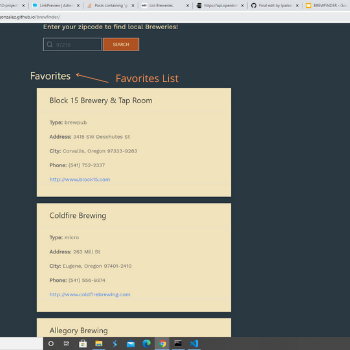 Enter your zipcode to find local Breweries!
SEARCH
Favorites
Favorites List
Block 15 Brewery & Tap Room
Type: brewpub
Address: 3415 SW Deschutes St
City: Corvallis, Oregon 97333-9283
Phone: (541) 752-2337
http://www.block15.com
Coldfire Brewing
Type: micro
Address: 263 Mill St
City: Eugene, Oregon 97401-2410
Phone: (541)
http://www.coldfirebrewing.com
Allegory Brewing